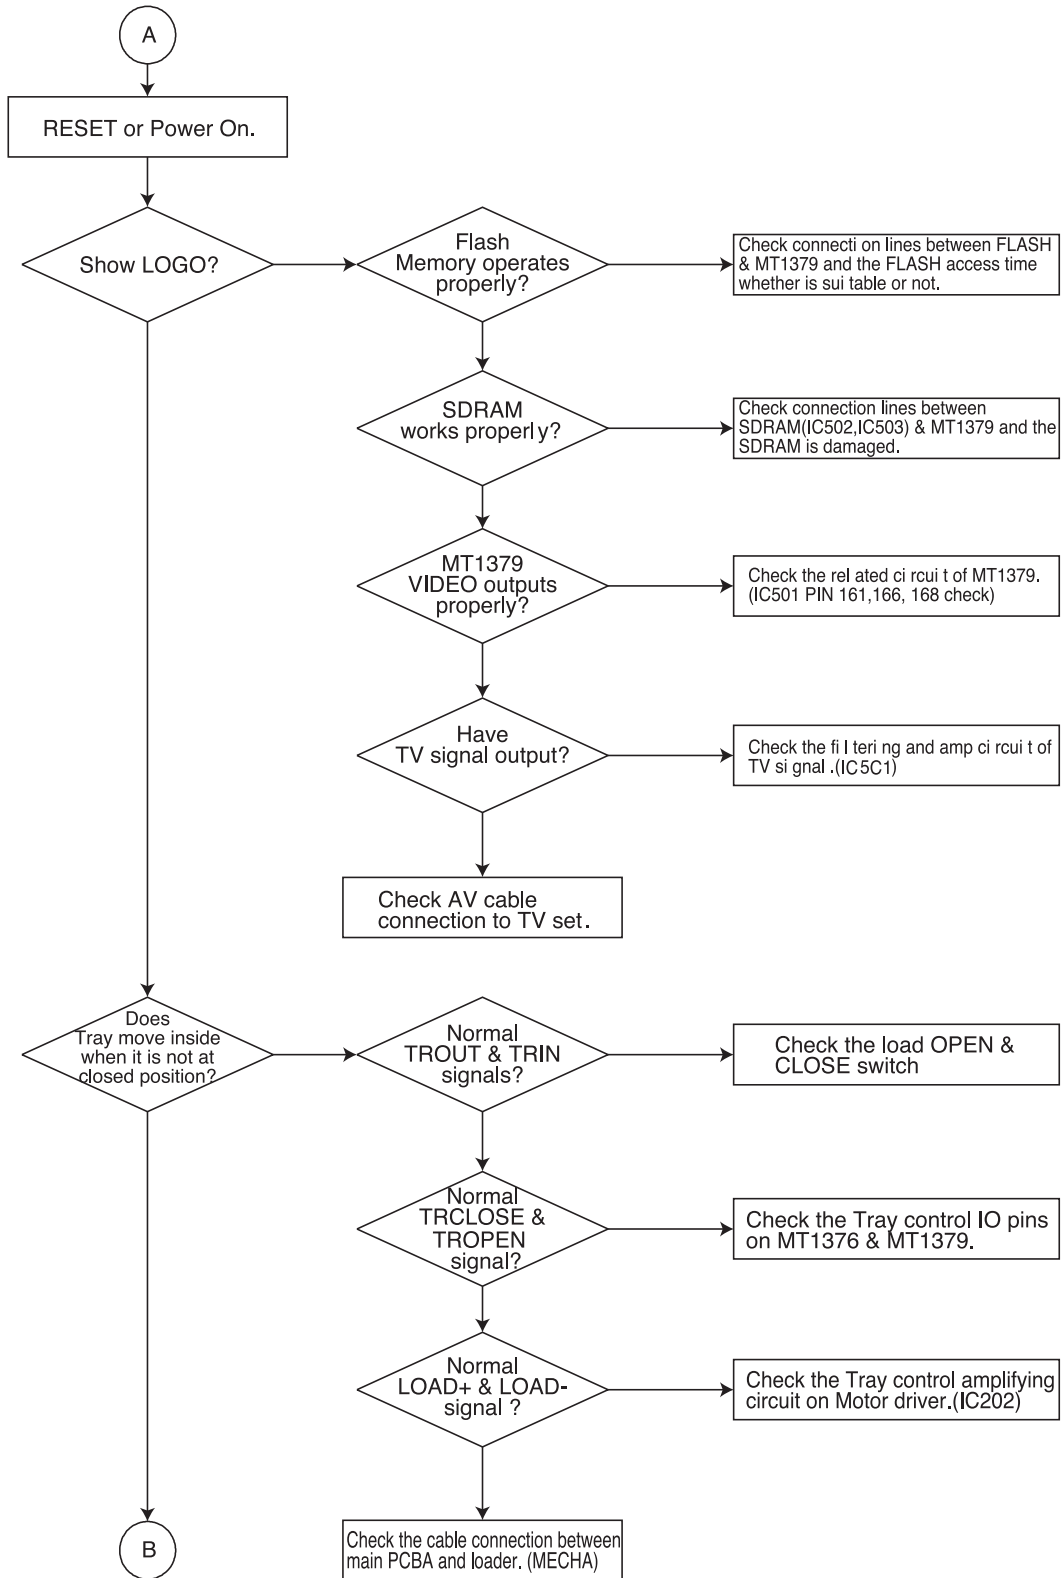 A
RESET or Power On.
Show LOGO?
Flash
Memory operates
properly?
Check connecti on lines between FLASH
& MT1379 and the FLASH access time
whether is sui table or not.
SDRAM
works properly?
Check connection lines between
SDRAM(IC502,IC503) & MT1379 and the
SDRAM is damaged.
MT1379
VIDEO outputs
properly?
Check the rel ated ci rcui t of MT1379.
(IC501 PIN 161,166, 168 check)
Have
TV signal output?
Check the fi l teri ng and amp ci rcui t of
TV si gnal .(IC5C1)
Check AV cable
connection to TV set.
Does
Tray move inside
when it is not at
closed position?
Normal
TROUT & TRIN
signals?
Check the load OPEN &
CLOSE switch
Normal
TRCLOSE &
TROPEN
signal?
Check the Tray control IO pins
on MT1376 & MT1379.
Normal
LOAD+ & LOAD-
signal ?
Check the Tray control amplifying
circuit on Motor driver.(IC202)
B
Check the cable connection between
main PCBA and loader. (MECHA)